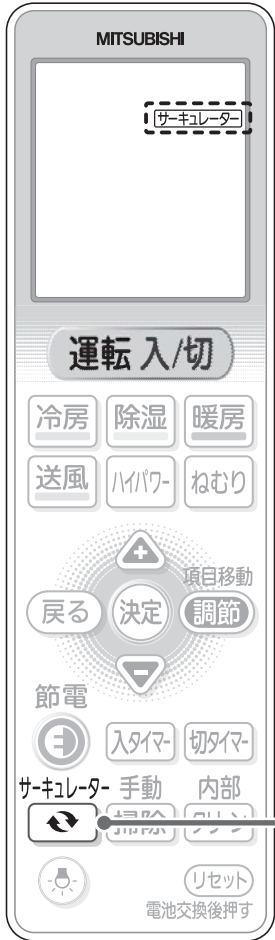 MITSUBISHI
サーキュレーター
運転 入/切
冷房 除湿 暖房
送風 ハイパワー ねむり
項目移動
戻る 決定 調節
節電
入タイマー 切タイマー
サーキュレーター 手動 内部
掃除 クリーン
リセット
電池交換後押す